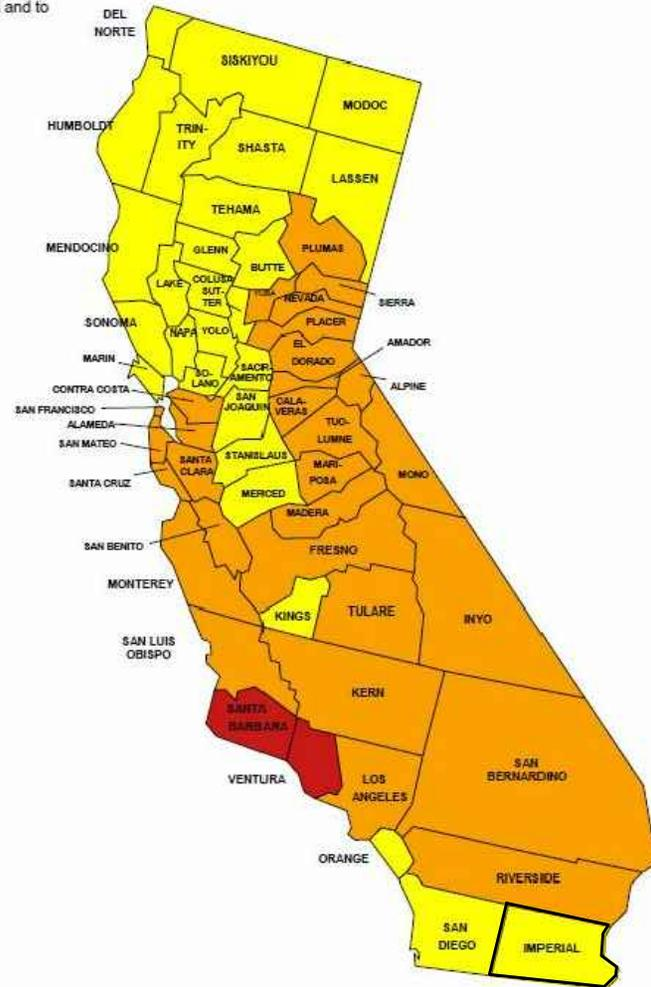 and to
DEL
NORTE
SISKIYOU
MODOC
HUMBOLDT
TRIN-
ITY
SHASTA
LASSEN
TEHAMA
MENDOCINO
GLENN
PLUMAS
BUTTE
LAKE
COLUSA
SUT-
TER
YUBA
NEVADA
SIERRA
SONOMA
NAPA
YOLO
PLACER
EL
DORADO
AMADOR
MARIN
SO-
LANO
SACR-
AMENTO
ALPINE
CONTRA COSTA
SAN
JOAQUIN
CALA-
VERAS
SAN FRANCISCO
ALAMEDA
TUO-
LUMNE
SAN MATEO
SANTA
CLARA
STANISLAUS
MARI-
POSA
MONO
SANTA CRUZ
MERCED
MADERA
SAN BENITO
FRESNO
MONTEREY
KINGS
TULARE
INYO
SAN LUIS
OBISPO
KERN
SANTA
BARBARA
VENTURA
LOS
ANGELES
SAN
BERNARDINO
ORANGE
RIVERSIDE
SAN
DIEGO
IMPERIAL